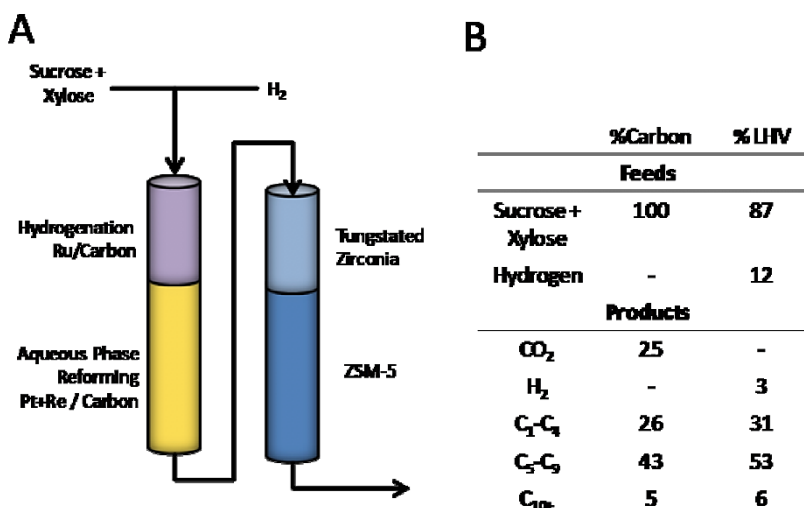 A
Sucrose +
Xylose
H₂
Hydrogenation
Ru/Carbon
Aqueous Phase
Reforming
Pt+Re / Carbon
Tungstated
Zirconia
ZSM-5
B
%Carbon % LHV
Feeds
Sucrose + 100 87
Xylose
Hydrogen - 12
Products
CO₂ 25 -
H₂ - 3
C₁-C₄ 26 31
C₅-C₉ 43 53
C₁₀₊ 5 6